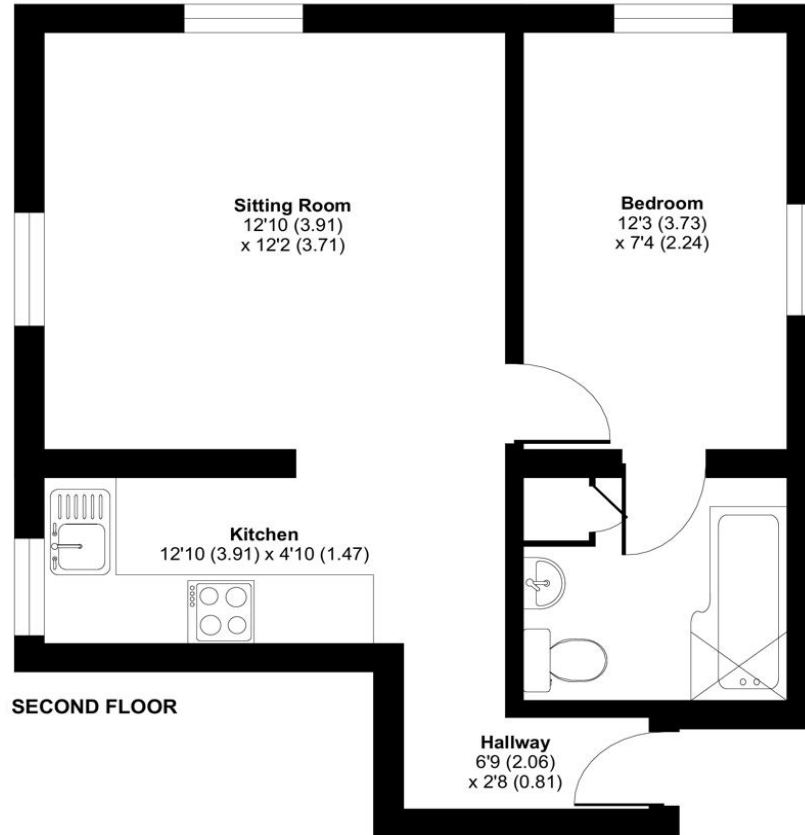 Sitting Room
12'10 (3.91)
x 12'2 (3.71)
Bedroom
12'3 (3.73)
x 7'4 (2.24)
Kitchen
12'10 (3.91) x 4'10 (1.47)
SECOND FLOOR
Hallway
6'9 (2.06)
x 2'8 (0.81)